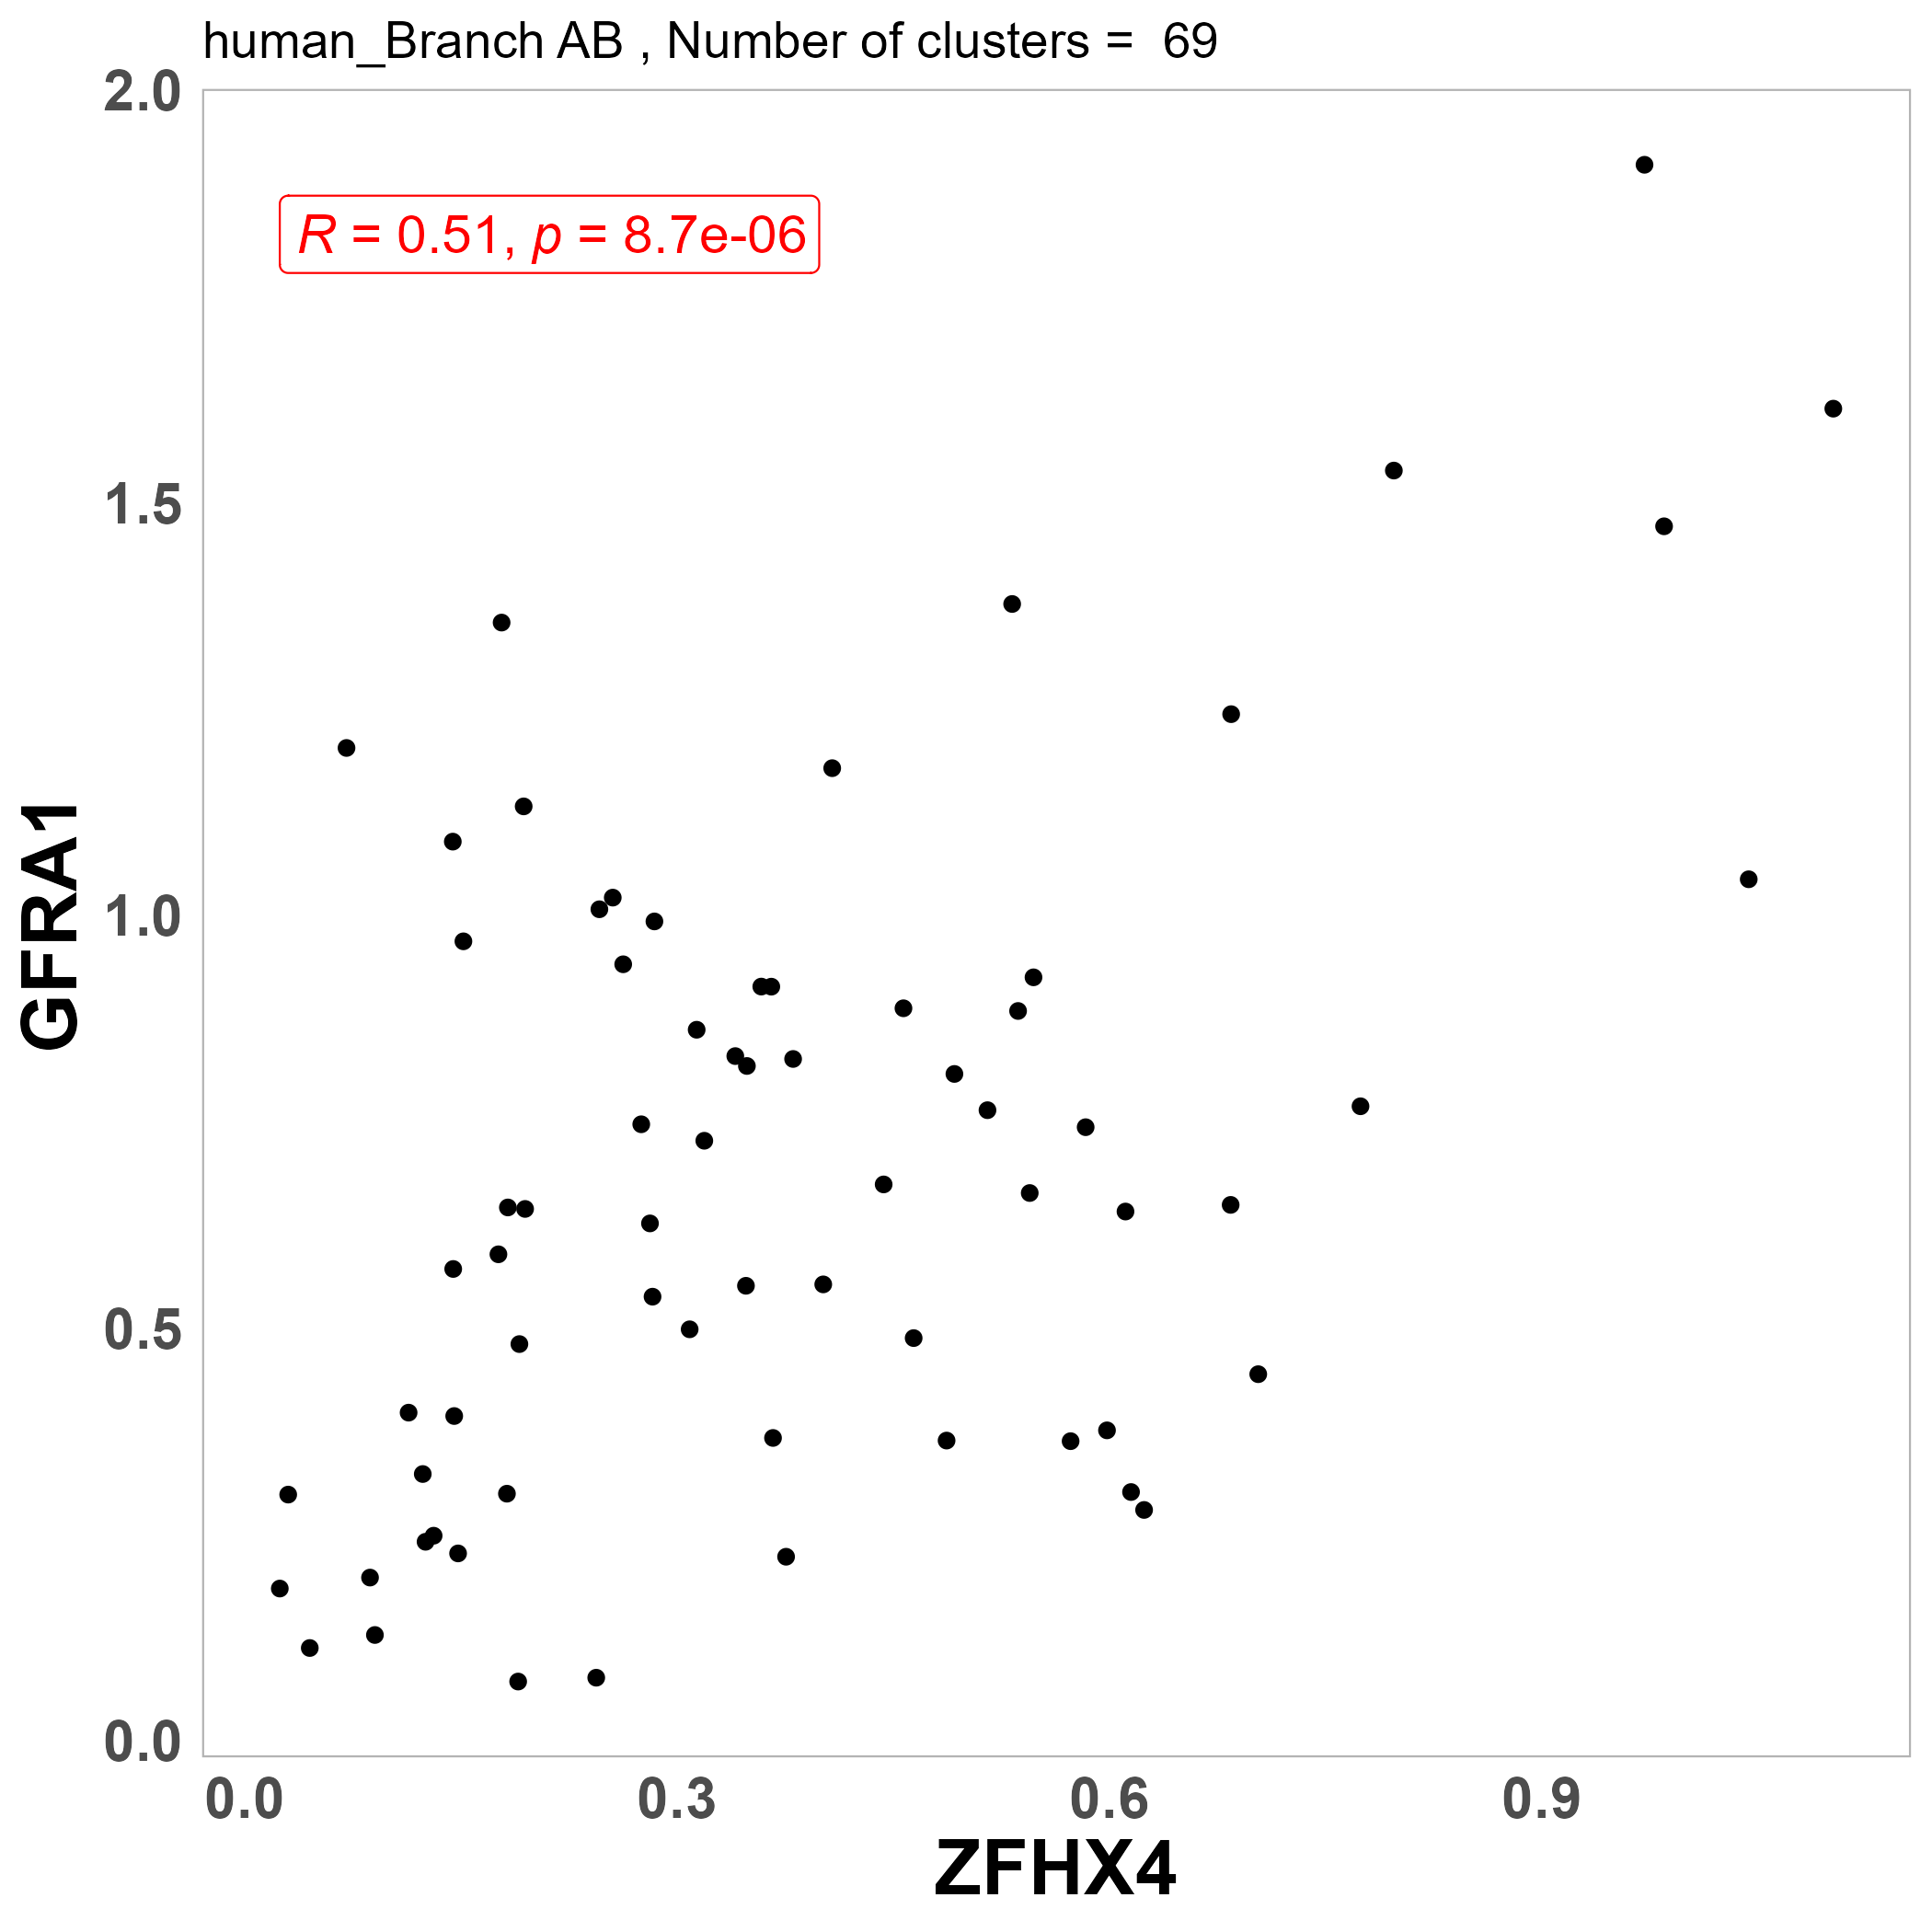 human_Branch AB , Number of clusters =  69
2.0
R = 0.51, p = 8.7e-06
1.5
1.0
0.5
0.0
GFRA1
0.0 0.3 0.6 0.9
ZFHX4